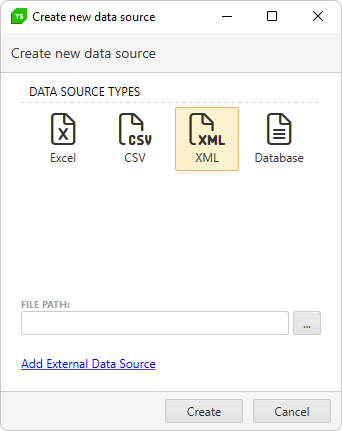 TS Create new data source
Create new data source
DATA SOURCE TYPES
X CSV XML
Excel CSV XML Database
FILE PATH:
...
Add External Data Source
Create Cancel